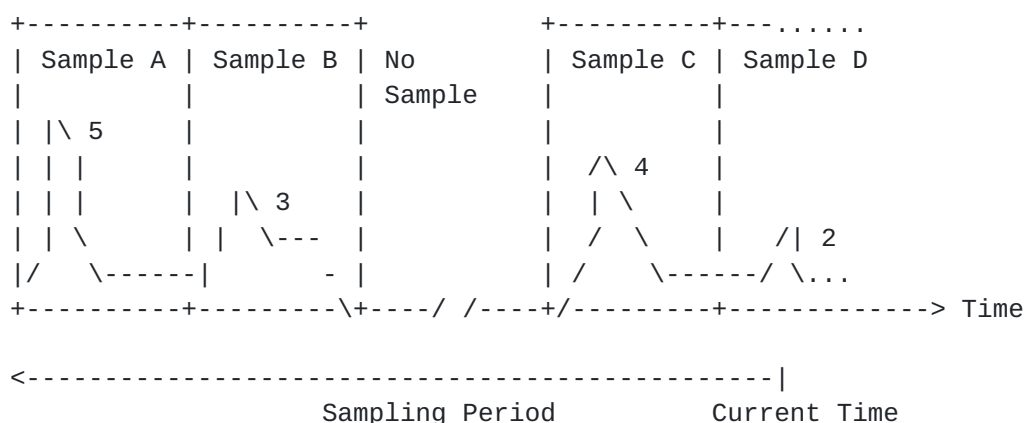 +----------+----------+           +----------+---......
| Sample A | Sample B | No        | Sample C | Sample D
|          |          | Sample    |          |
| |\ 5     |          |           |          |
| | |      |          |           |  /\ 4    |
| | |      |  |\ 3    |           |  | \     |
| | \      | |  \---  |           |  /  \    |   /| 2
|/   \------|       - |           | /    \------/ \...
+----------+---------\+----/ /----+/---------+-------------> Time
<------------------------------------------------|
Sampling Period          Current Time